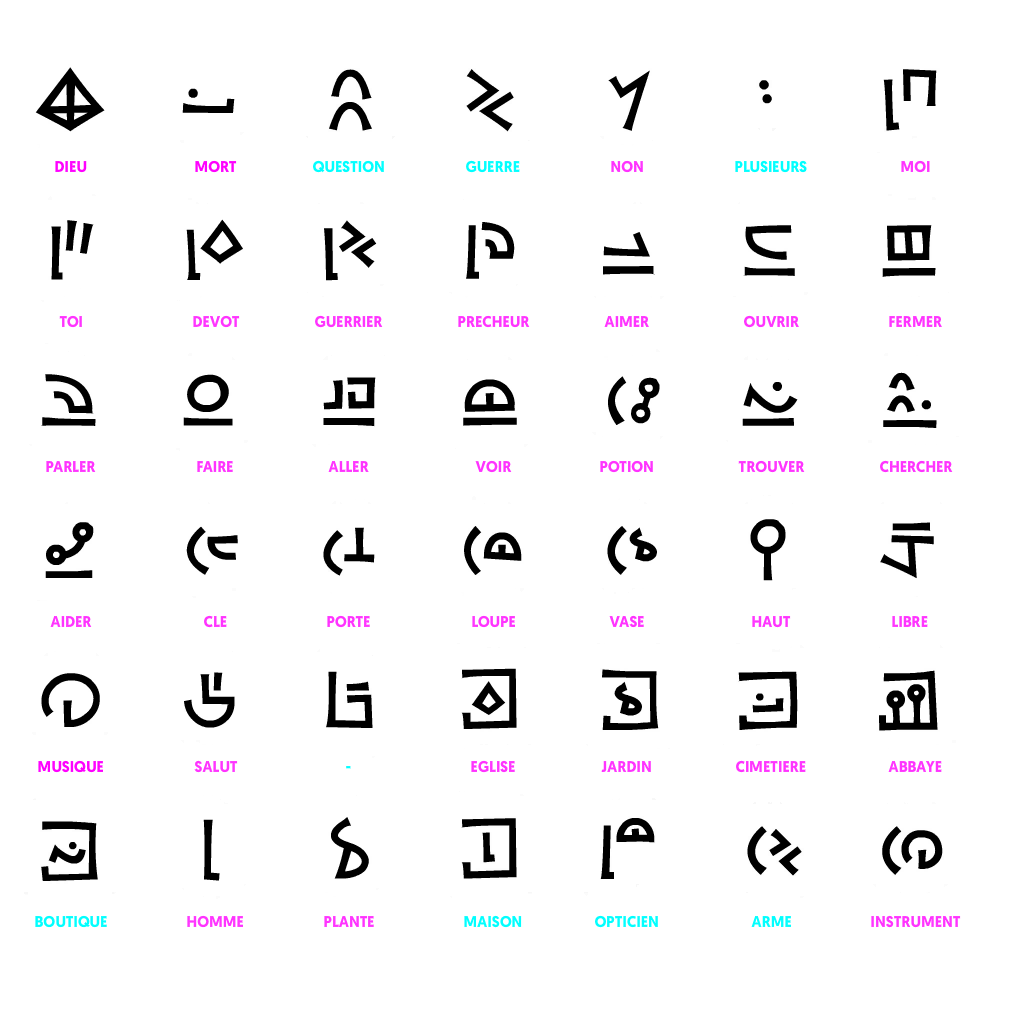 DIEU MORT QUESTION GUERRE NON PLUSIEURS MOI
TOI DEVOT GUERRIER PRECHEUR AIMER OUVRIR FERMER
PARLER FAIRE ALLER VOIR POTION TROUVER CHERCHER
AIDER CLE PORTE LOUPE VASE HAUT LIBRE
MUSIQUE SALUT - EGLISE JARDIN CIMETIERE ABBAYE
BOUTIQUE HOMME PLANTE MAISON OPTICIEN ARME INSTRUMENT